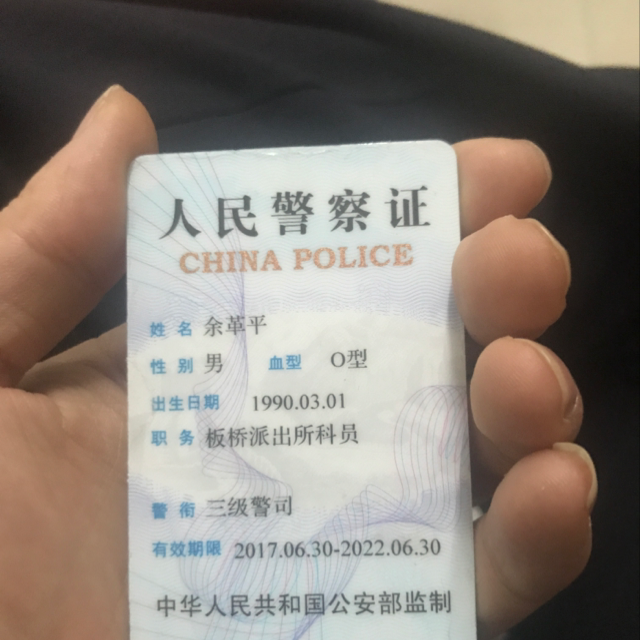 人民警察证
CHINA POLICE
姓名 余革平
性别 男 血型 O型
出生日期 1990.03.01
职务 板桥派出所科员
警衔 三级警司
有效期限 2017.06.30-2022.06.30
中华人民共和国公安部监制